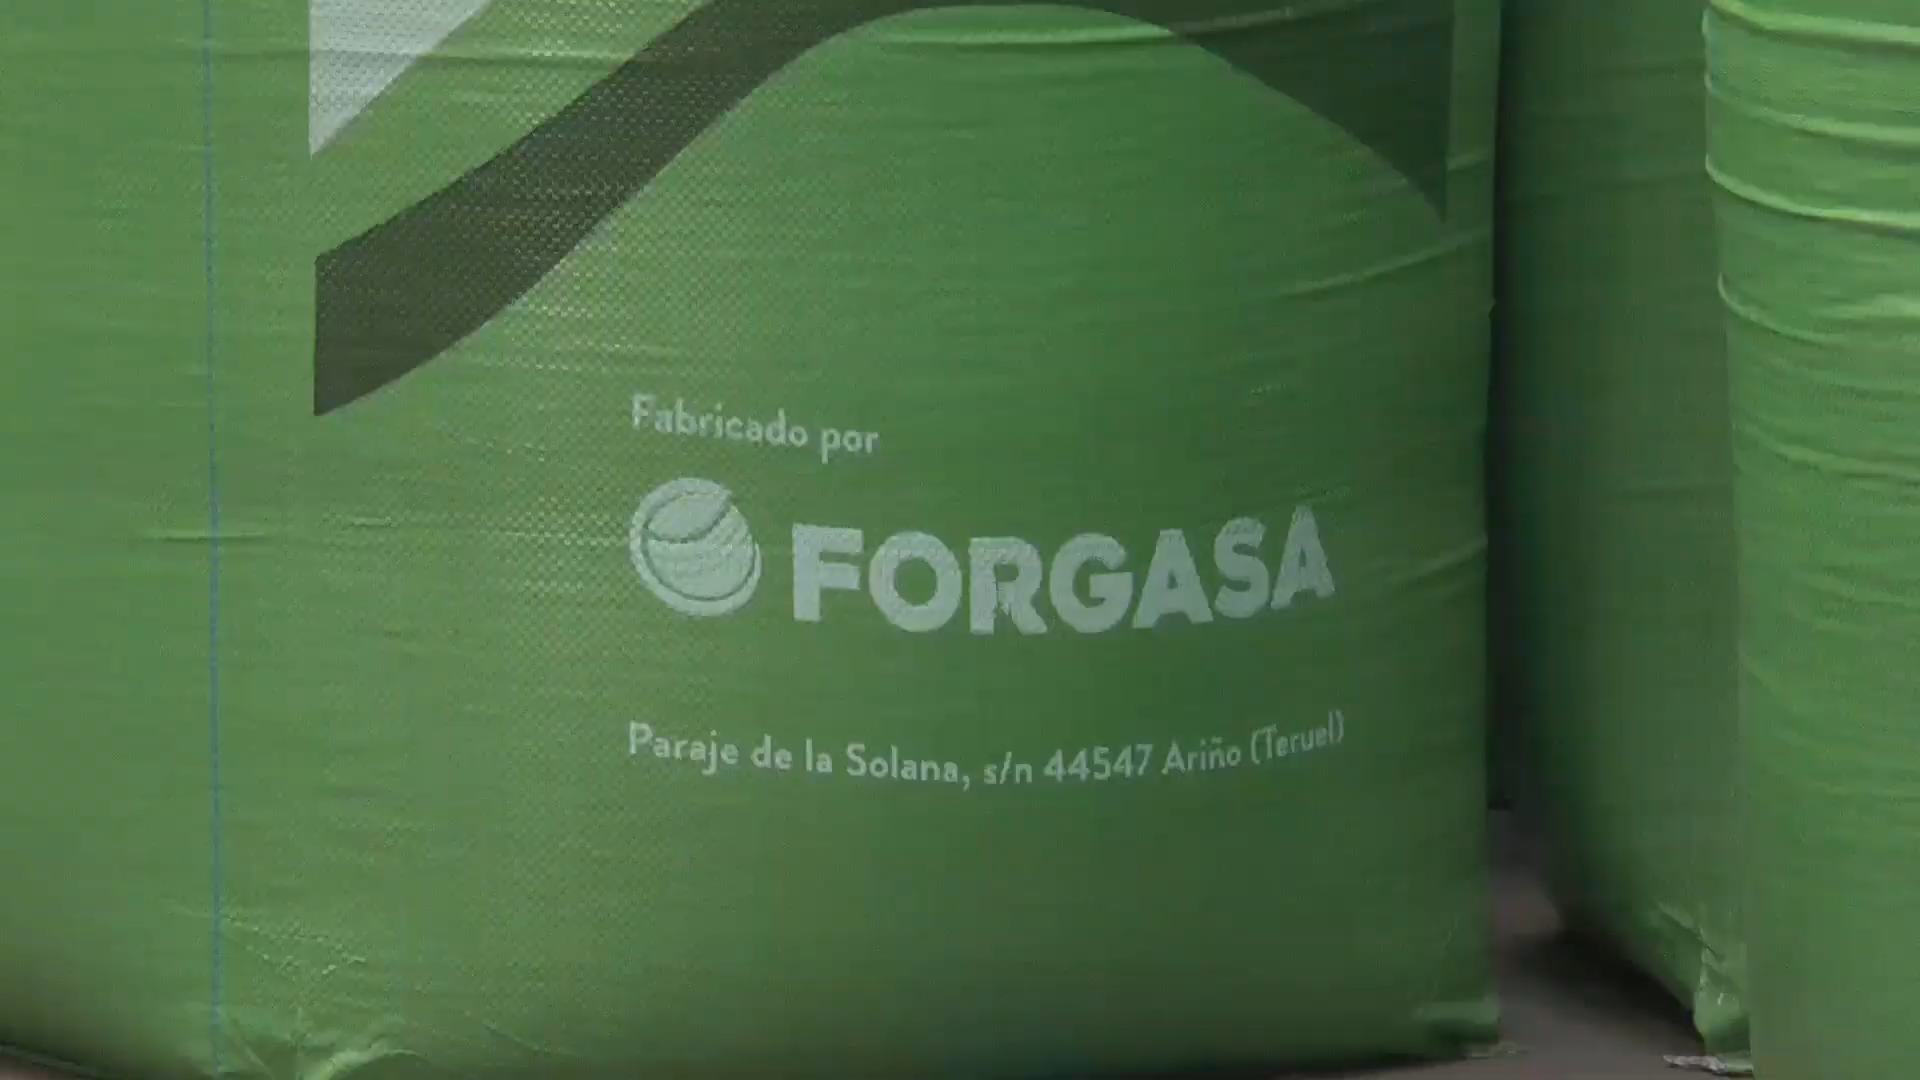 Fabricado por
FORGASA
Paraje de la Solana, s/n 44547 Ariño (Teruel)